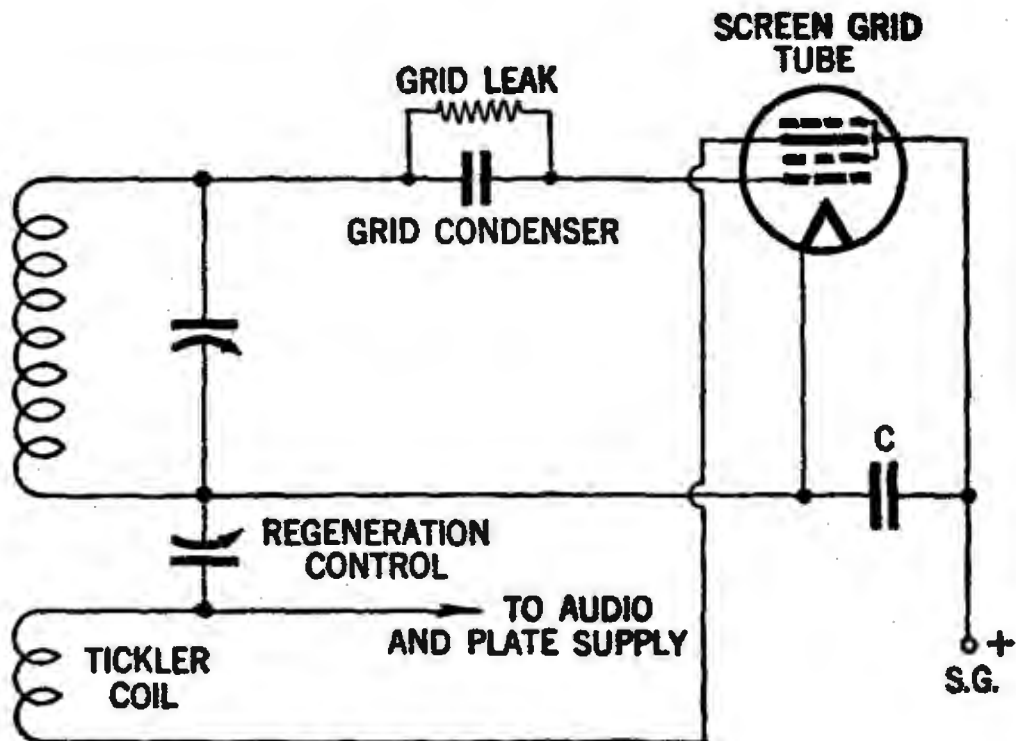 SCREEN GRID
TUBE
GRID LEAK
GRID CONDENSER
C
REGENERATION
CONTROL
TO AUDIO
AND PLATE SUPPLY
TICKLER
COIL
+
S.G.